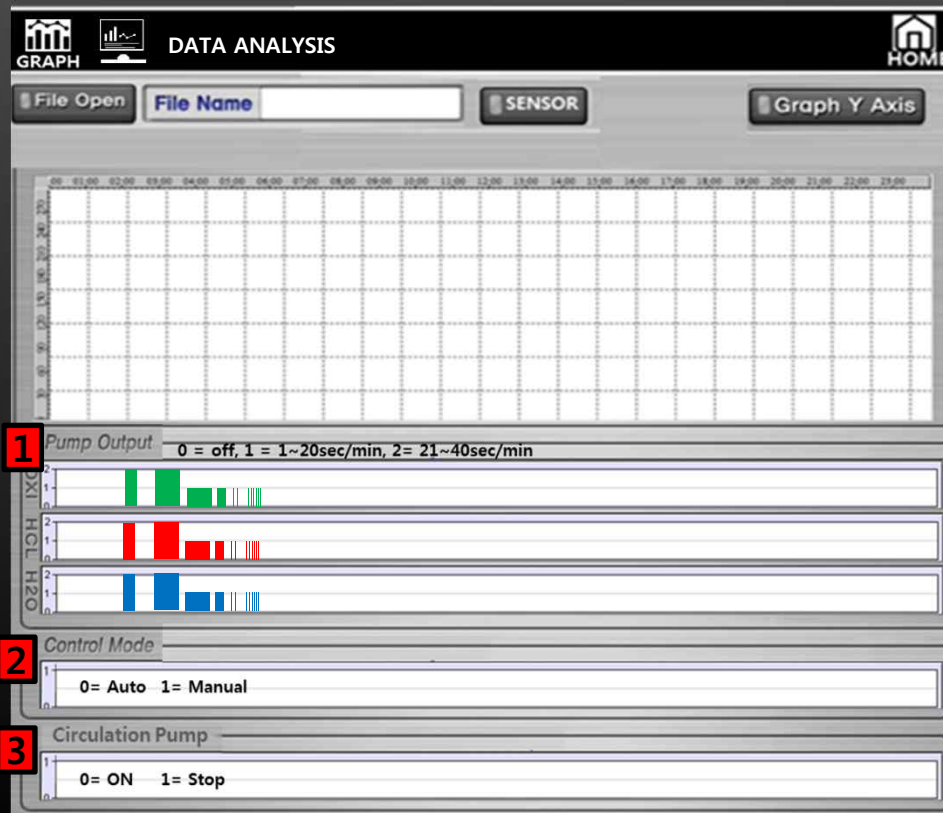 GRAPH
DATA ANALYSIS
HOME
File Open
File Name
SENSOR
Graph Y Axis
00 01;00 02;00 03;00 04;00 05;00 06;00 07;00 08;00 09;00 10;00 11;00 12;00 13;00 14;00 15;00 16;00 17;00 18;00 19;00 20;00 21;00 22;00 23;00
1
Pump Output
0 = off, 1 = 1~20sec/min, 2= 21~40sec/min
OXI
2
1
0
HCL
2
1
0
H2O
2
1
0
2
Control Mode
1
0= Auto 1= Manual
0
3
Circulation Pump
1
0= ON 1= Stop
0